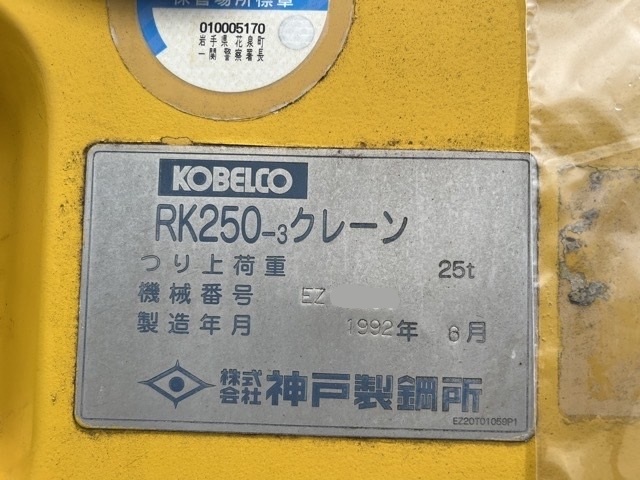 保管場所標章
010005170
岩手県 花泉町
一関警察署長
KOBELCO
RK250-3クレーン
つり上荷重 25t
機械番号 EZ
製造年月 1992年 6月
株式会社 神戸製鋼所
EZ20T01059P1